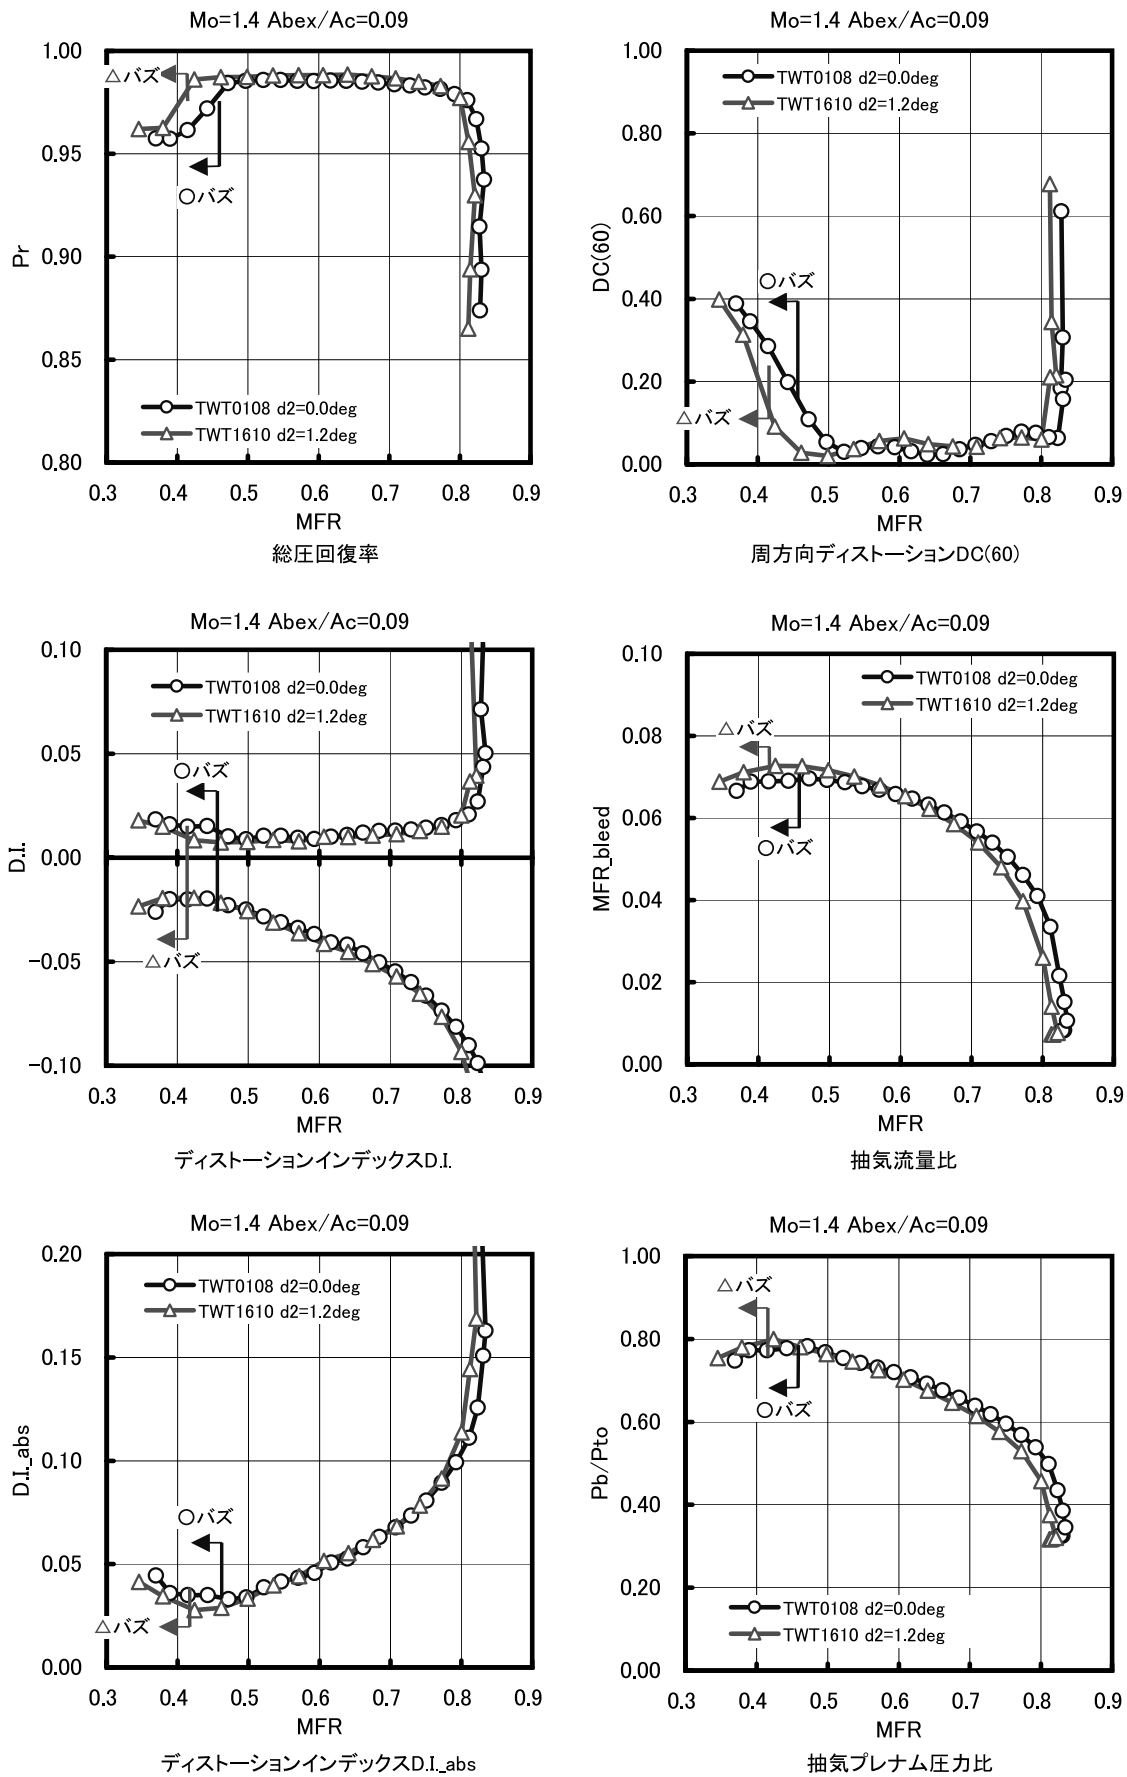 Mo=1.4 Abex/Ac=0.09
1.00
0.95
0.90
0.85
0.80
Pr
△バズ
○バズ
TWT0108 d2=0.0deg
TWT1610 d2=1.2deg
0.3 0.4 0.5 0.6 0.7 0.8 0.9
MFR
総圧回復率
Mo=1.4 Abex/Ac=0.09
1.00
0.80
0.60
0.40
0.20
0.00
DC(60)
TWT0108 d2=0.0deg
TWT1610 d2=1.2deg
○バズ
△バズ
0.3 0.4 0.5 0.6 0.7 0.8 0.9
MFR
周方向ディストーションDC(60)
Mo=1.4 Abex/Ac=0.09
0.10
0.05
0.00
-0.05
-0.10
D.I.
TWT0108 d2=0.0deg
TWT1610 d2=1.2deg
○バズ
△バズ
0.3 0.4 0.5 0.6 0.7 0.8 0.9
MFR
ディストーションインデックスD.I.
Mo=1.4 Abex/Ac=0.09
0.10
0.08
0.06
0.04
0.02
0.00
MFR_bleed
TWT0108 d2=0.0deg
TWT1610 d2=1.2deg
△バズ
○バズ
0.3 0.4 0.5 0.6 0.7 0.8 0.9
MFR
抽気流量比
Mo=1.4 Abex/Ac=0.09
0.20
0.15
0.10
0.05
0.00
D.I._abs
TWT0108 d2=0.0deg
TWT1610 d2=1.2deg
○バズ
△バズ
0.3 0.4 0.5 0.6 0.7 0.8 0.9
MFR
ディストーションインデックスD.I._abs
Mo=1.4 Abex/Ac=0.09
1.00
0.80
0.60
0.40
0.20
0.00
Pb/Pto
△バズ
○バズ
TWT0108 d2=0.0deg
TWT1610 d2=1.2deg
0.3 0.4 0.5 0.6 0.7 0.8 0.9
MFR
抽気プレナム圧力比